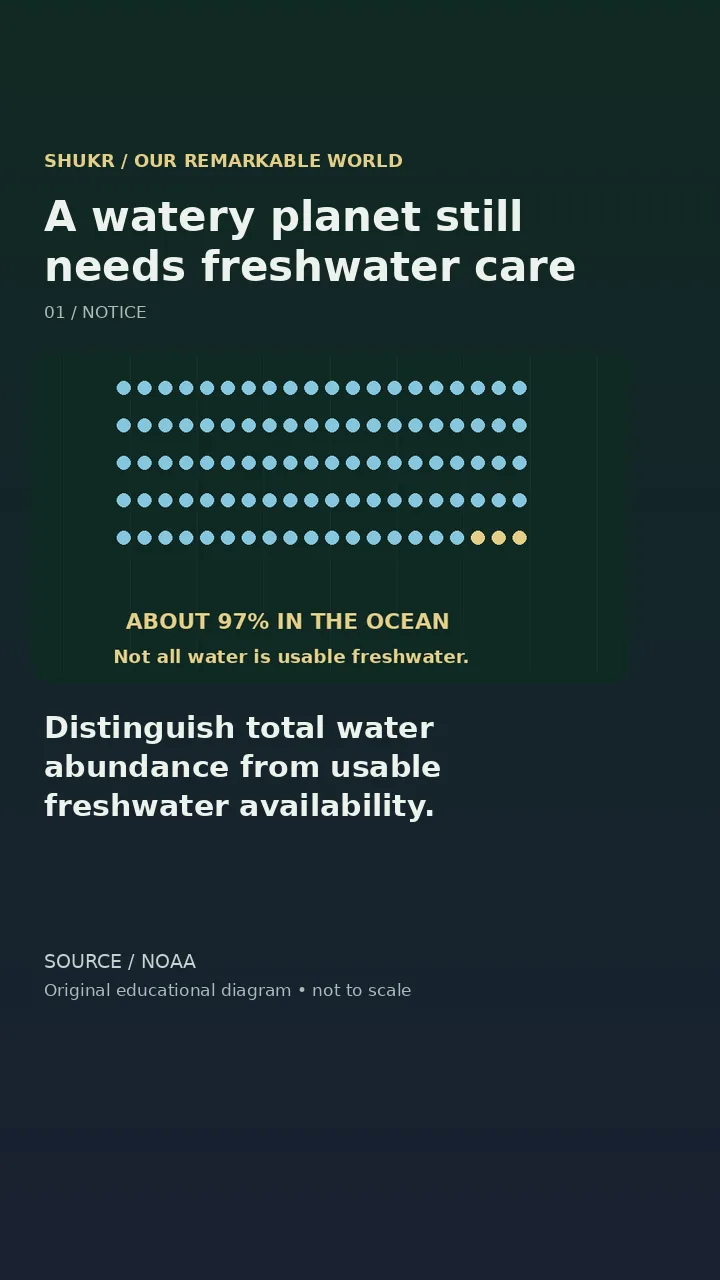 SHUKR / OUR REMARKABLE WORLD
A watery planet still
needs freshwater care
01 / NOTICE
ABOUT 97% IN THE OCEAN
Not all water is usable freshwater.
Distinguish total water
abundance from usable
freshwater availability.
SOURCE / NOAA
Original educational diagram • not to scale